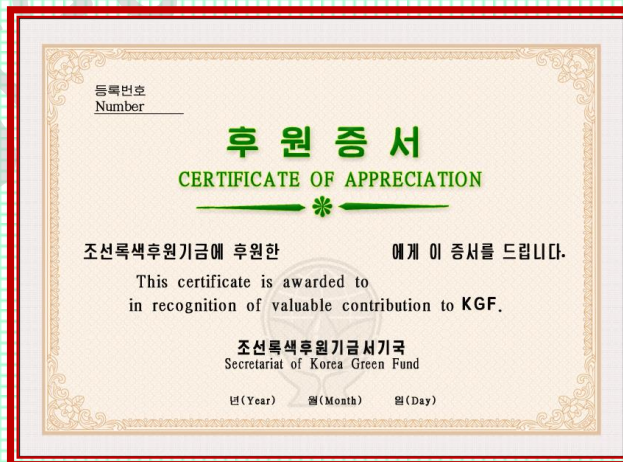 등록번호
Number
후원증서
CERTIFICATE OF APPRECIATION
조선록색후원기금에 후원한 에게 이 증서를 드립니다.
This certificate is awarded to
in recognition of valuable contribution to KGF.
조선록색후원기금서기국
Secretariat of Korea Green Fund
년(Year) 월(Month) 일(Day)